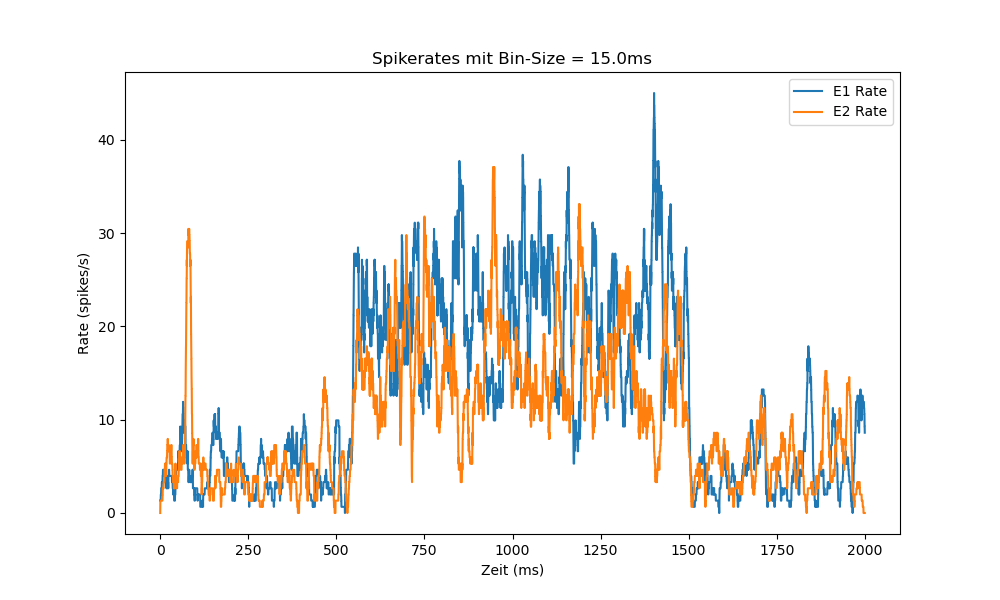 Spikerates mit Bin-Size = 15.0ms
E1 Rate
E2 Rate
40
30
20
10
0
Rate (spikes/s)
0 250 500 750 1000 1250 1500 1750 2000
Zeit (ms)